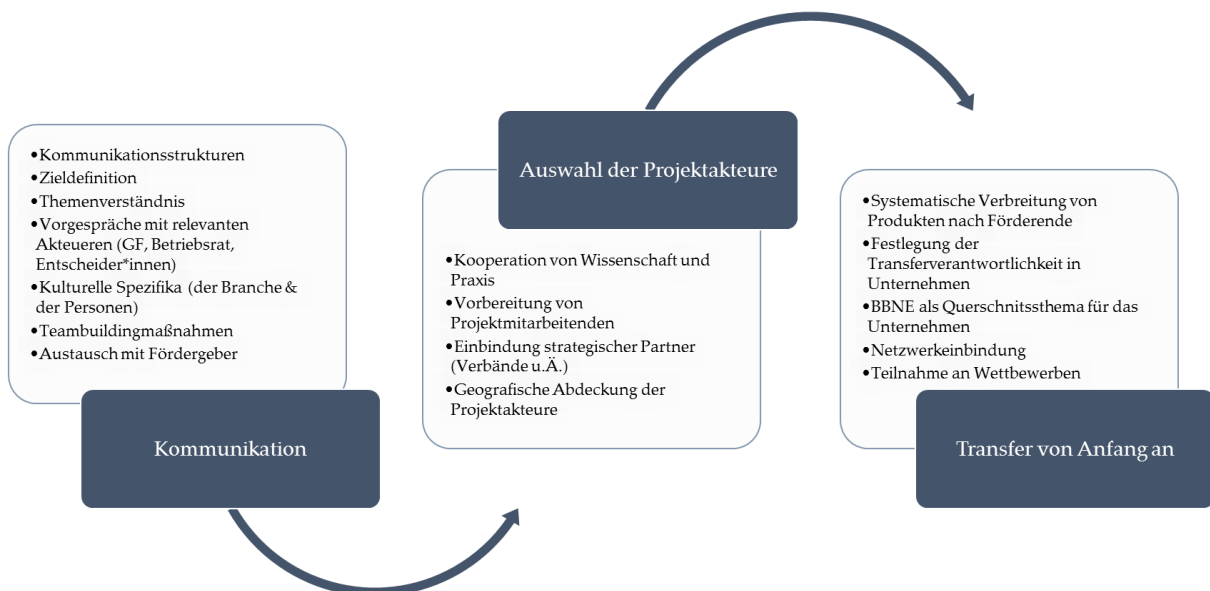 •Kommunikationsstrukturen
•Zieldefinition
•Themenverständnis
•Vorgespräche mit relevanten
Akteueren (GF, Betriebsrat,
Entscheider*innen)
•Kulturelle Spezifika (der Branche &
der Personen)
•Teambuildingmaßnahmen
•Austausch mit Fördergeber
Kommunikation
Auswahl der Projektakteure
•Kooperation von Wissenschaft und
Praxis
•Vorbereitung von
Projektmitarbeitenden
•Einbindung strategischer Partner
(Verbände u.Ä.)
•Geografische Abdeckung der
Projektakteure
•Systematische Verbreitung von
Produkten nach Förderende
•Festlegung der
Transferverantwortlichkeit in
Unternehmen
•BBNE als Querschnittsthema für das
Unternehmen
•Netzwerkeinbindung
•Teilnahme an Wettbewerben
Transfer von Anfang an